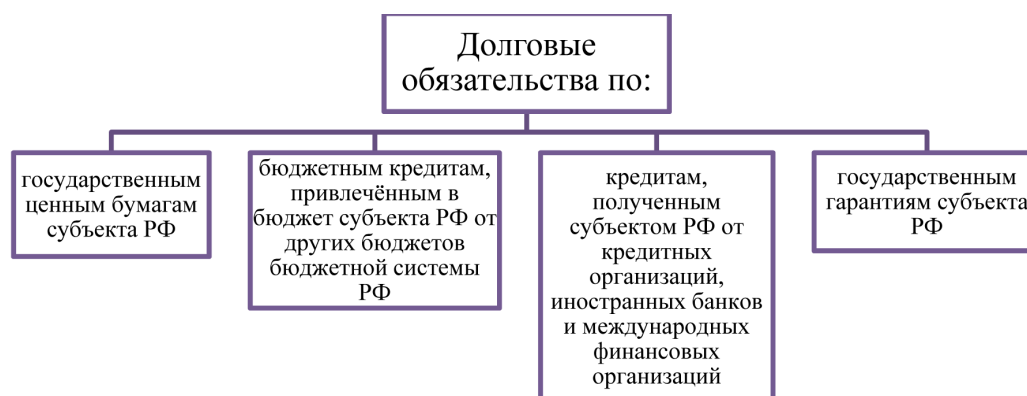 Долговые
обязательства по:
государственным
ценным бумагам
субъекта РФ
бюджетным кредитам,
привлечённым в
бюджет субъекта РФ от
других бюджетов
бюджетной системы
РФ
кредитам,
полученным
субъектом РФ от
кредитных
организаций,
иностранных банков
и международных
финансовых
организаций
государственным
гарантиям субъекта
РФ